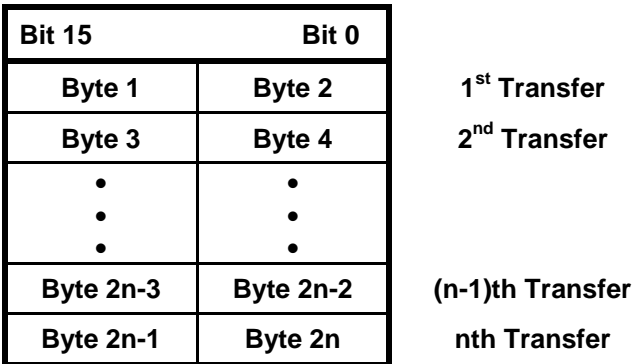 Bit 15 Bit 0
Byte 1 Byte 2 1st Transfer
Byte 3 Byte 4 2nd Transfer
• •
• •
• •
Byte 2n-3 Byte 2n-2 (n-1)th Transfer
Byte 2n-1 Byte 2n nth Transfer